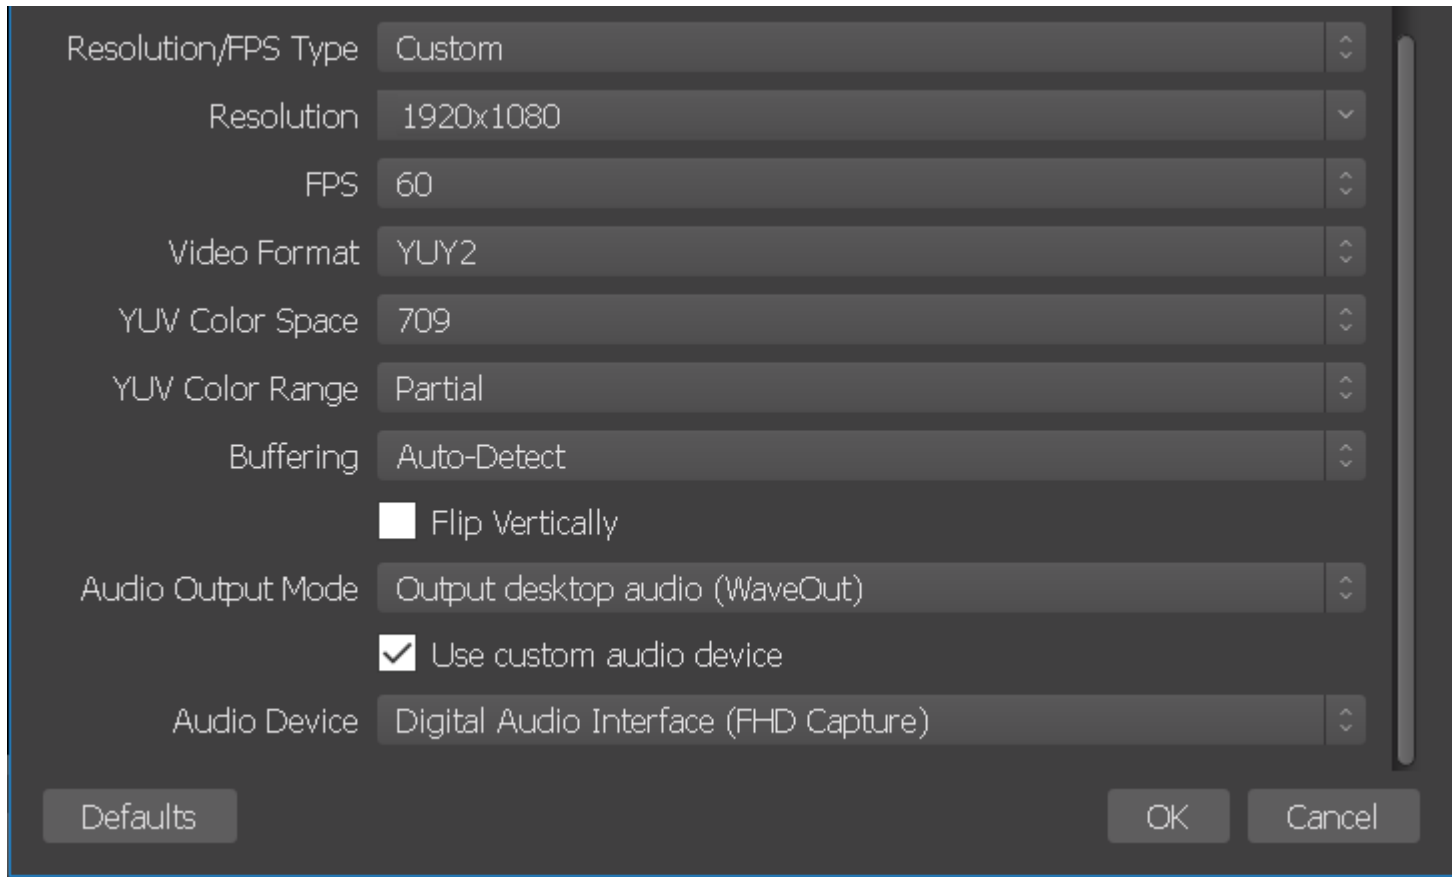 Resolution/FPS Type Custom
Resolution 1920x1080
FPS 60
Video Format YUY2
YUV Color Space 709
YUV Color Range Partial
Buffering Auto-Detect
Flip Vertically
Audio Output Mode Output desktop audio (WaveOut)
Use custom audio device
Audio Device Digital Audio Interface (FHD Capture)
Defaults OK Cancel